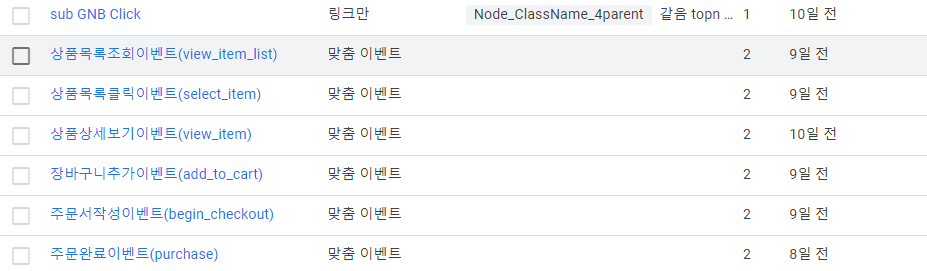 sub GNB Click 링크만 Node_ClassName_4parent 같음 topn ... 1 10일 전
상품목록조회이벤트(view_item_list) 맞춤 이벤트 2 9일 전
상품목록클릭이벤트(select_item) 맞춤 이벤트 2 9일 전
상품상세보기이벤트(view_item) 맞춤 이벤트 2 10일 전
장바구니추가이벤트(add_to_cart) 맞춤 이벤트 2 9일 전
주문서작성이벤트(begin_checkout) 맞춤 이벤트 2 9일 전
주문완료이벤트(purchase) 맞춤 이벤트 2 8일 전